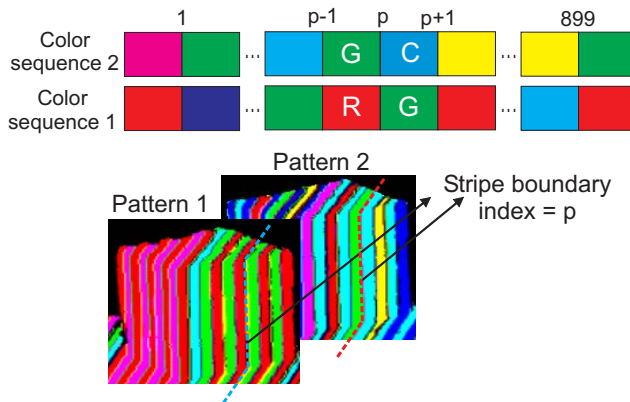 1 p-1 p p+1 899
Color
sequence 2
... G C ...
Color
sequence 1
... R G ...
Pattern 2
Pattern 1
Stripe boundary
index = p